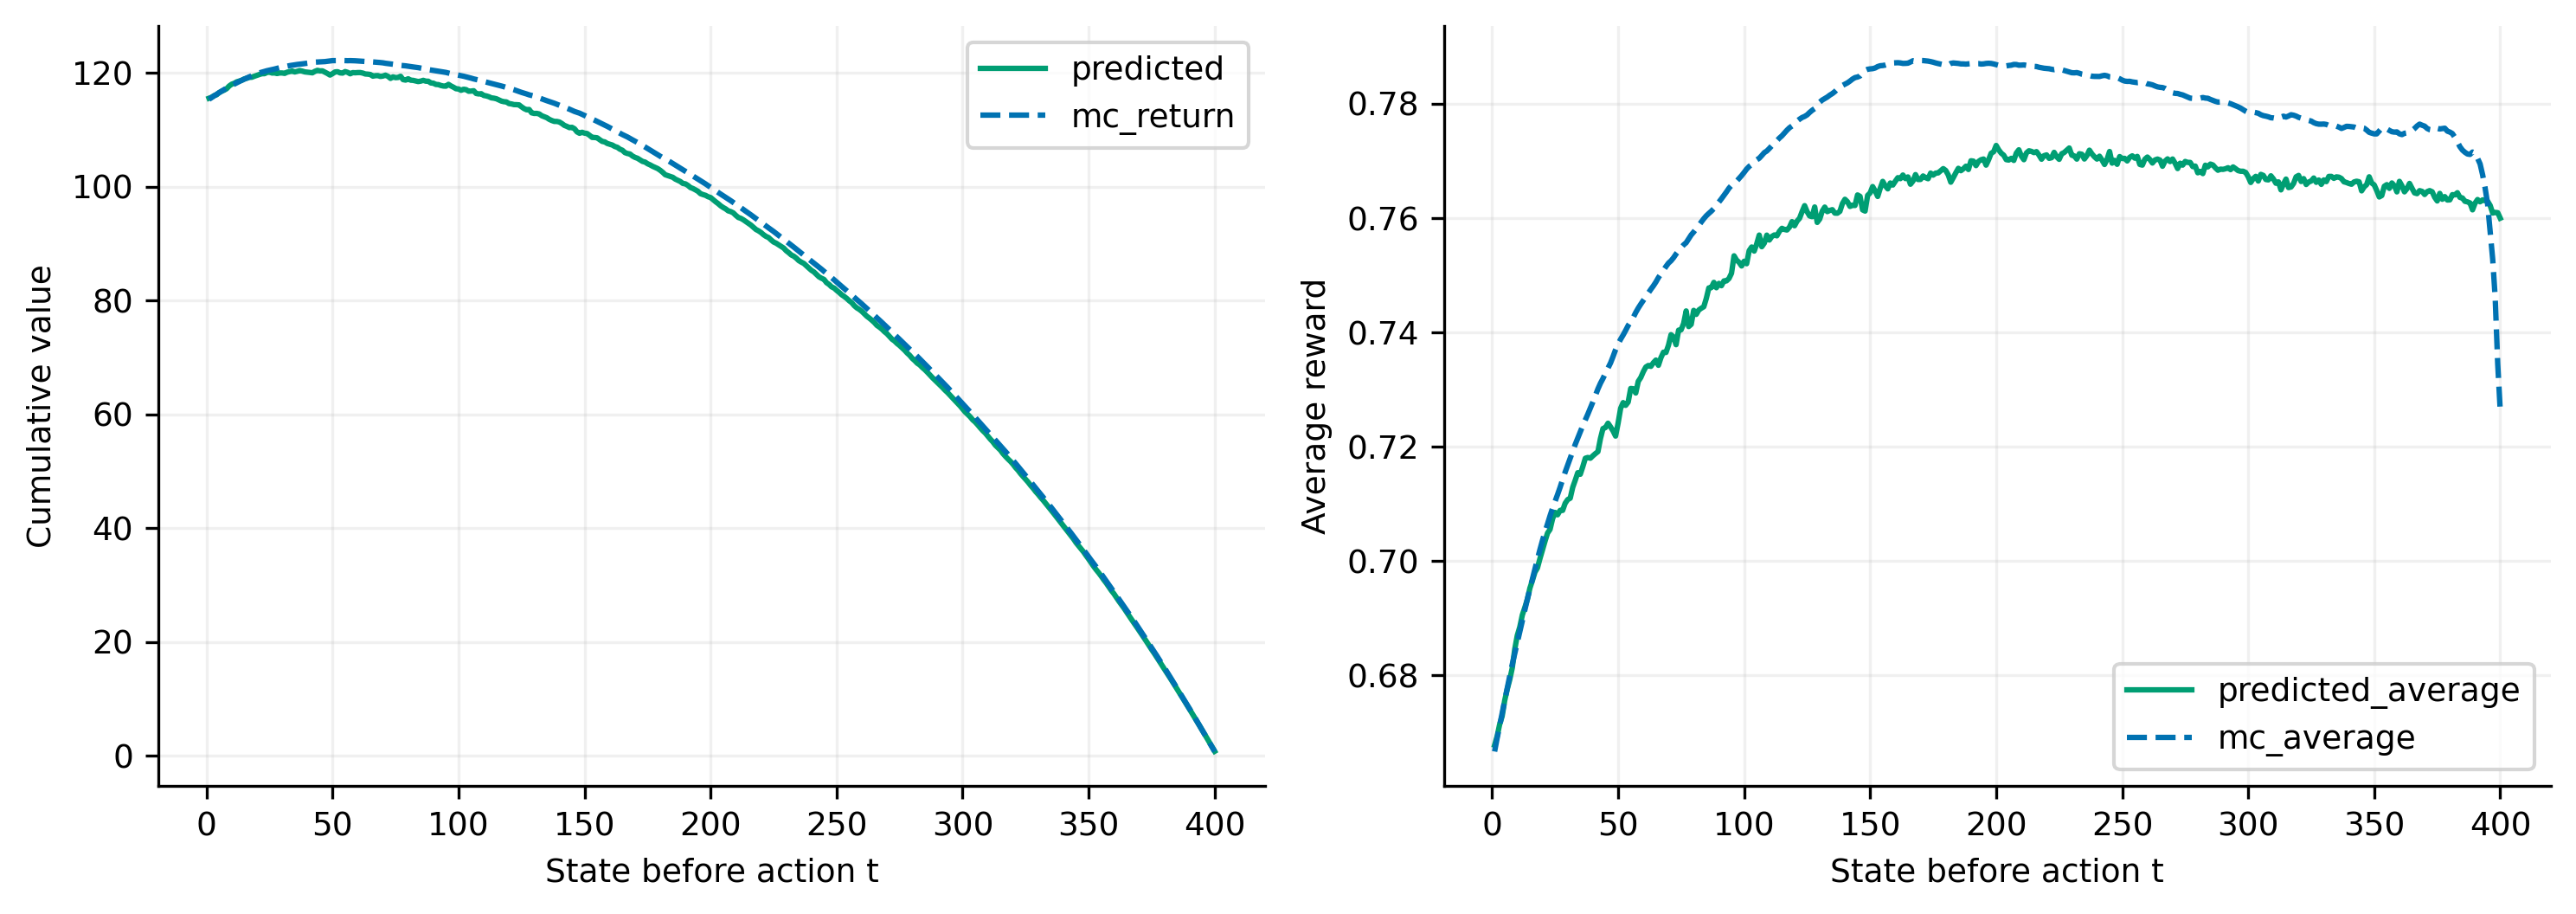 Cumulative value
120
100
80
60
40
20
0
0 50 100 150 200 250 300 350 400
State before action t
predicted
mc_return
Average reward
0.78
0.76
0.74
0.72
0.70
0.68
0 50 100 150 200 250 300 350 400
State before action t
predicted_average
mc_average